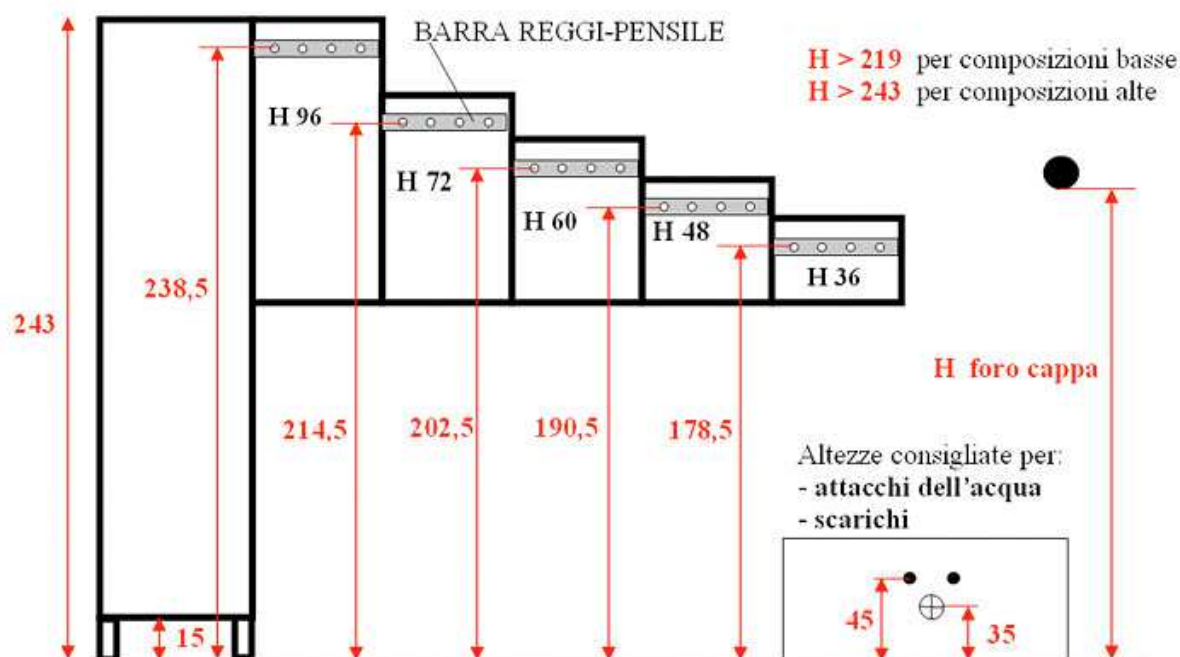 BARRA REGGI-PENSILE
H > 219 per composizioni basse
H > 243 per composizioni alte
H 96
H 72
H 60
H 48
H 36
238,5
243
H foro cappa
214,5
202,5
190,5
178,5
Altezze consigliate per:
- attacchi dell'acqua
- scarichi
45
35
15